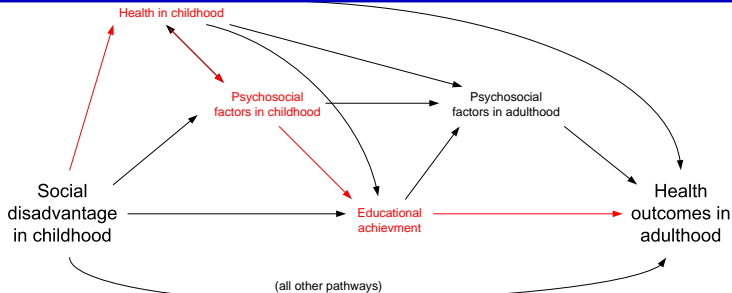 Health in childhood
Psychosocial
factors in childhood
Psychosocial
factors in adulthood
Social
disadvantage
in childhood
Educational
achievment
Health
outcomes in
adulthood
(all other pathways)